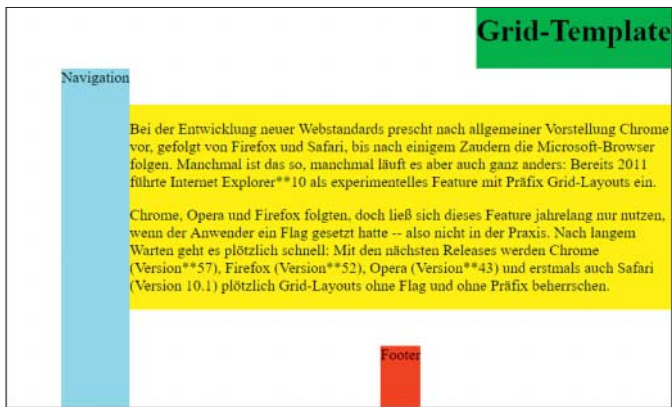 Grid-Template
Navigation
Bei der Entwicklung neuer Webstandards prescht nach allgemeiner Vorstellung Chrome
vor, gefolgt von Firefox und Safari, bis nach einigem Zaudern die Microsoft-Browser
folgen. Manchmal ist das so, manchmal läuft es aber auch ganz anders: Bereits 2011
führte Internet Explorer**10 als experimentelles Feature mit Präfix Grid-Layouts ein.
Chrome, Opera und Firefox folgten, doch ließ sich dieses Feature jahrelang nur nutzen,
wenn der Anwender ein Flag gesetzt hatte -- also nicht in der Praxis. Nach langem
Warten geht es plötzlich schnell: Mit den nächsten Releases werden Chrome
(Version**57), Firefox (Version**52), Opera (Version**43) und erstmals auch Safari
(Version 10.1) plötzlich Grid-Layouts ohne Flag und ohne Präfix beherrschen.
Footer